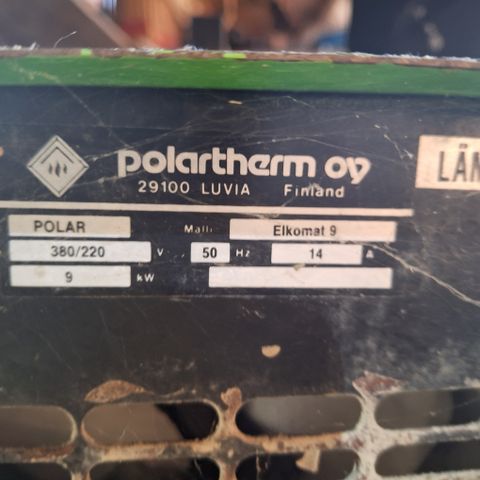 polartherm oy
29100 LUVIA Finland
LÄN
POLAR Malli Elkomat 9
380/220 V 50 Hz 14 A
9 kW